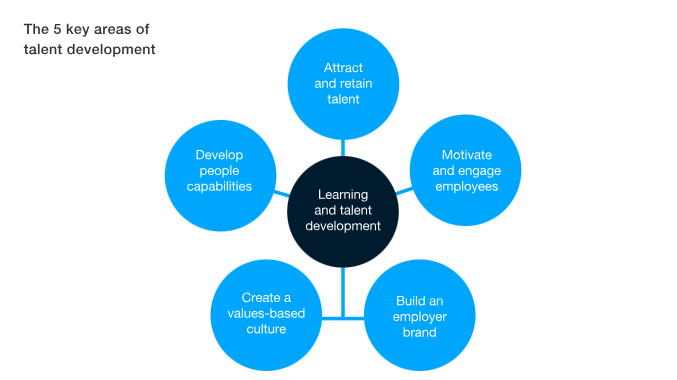 The 5 key areas of
talent development
Attract
and retain
talent
Develop
people
capabilities
Motivate
and engage
employees
Learning
and talent
development
Create a
values-based
culture
Build an
employer
brand